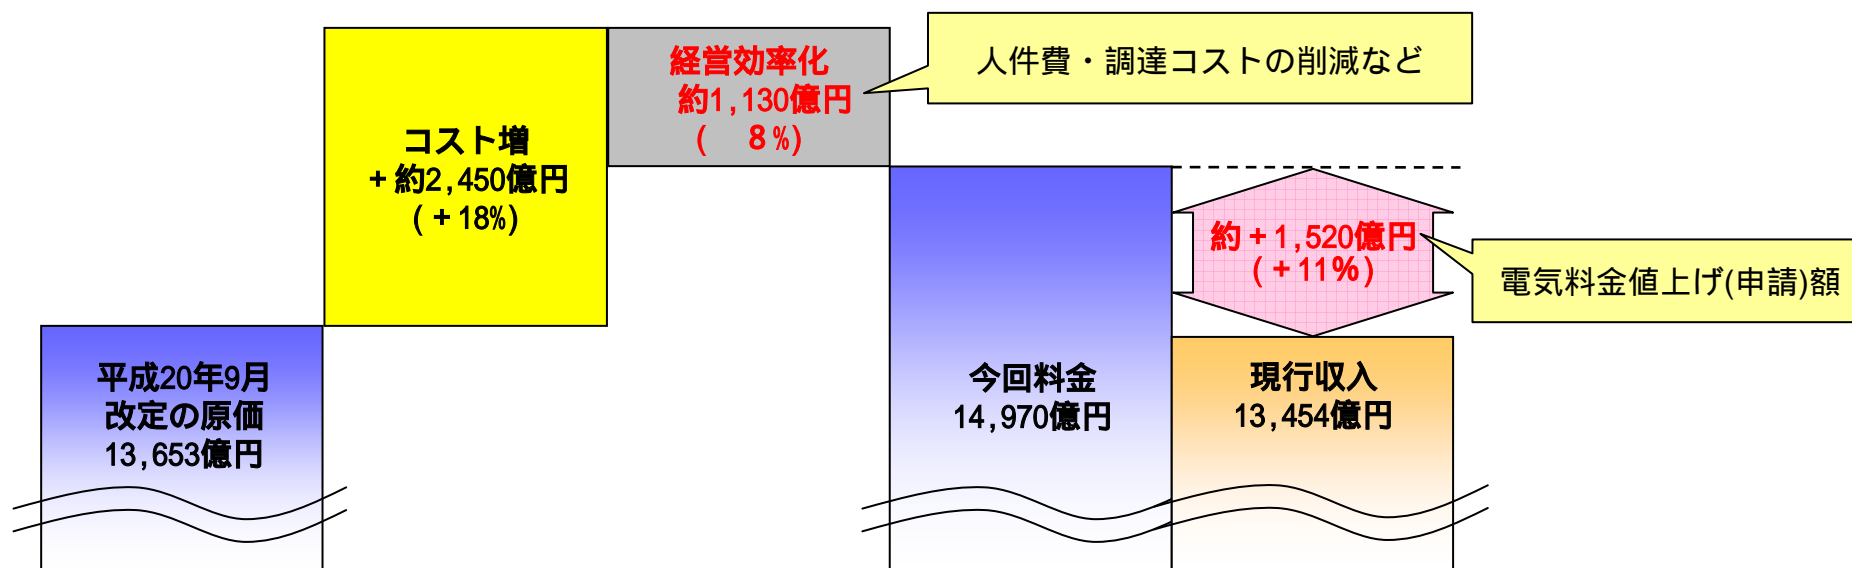 経営効率化
約1,130億円
( 8%)
人件費・調達コストの削減など
コスト増
+約2,450億円
(+18%)
約+1,520億円
(+11%)
電気料金値上げ(申請)額
平成20年9月
改定の原価
13,653億円
今回料金
14,970億円
現行収入
13,454億円